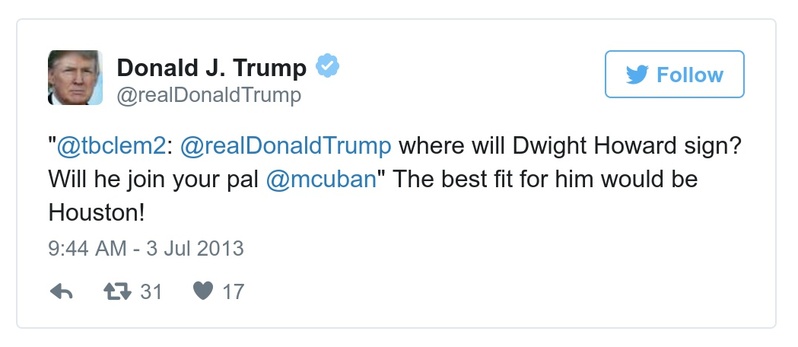 Donald J. Trump
Follow
@realDonaldTrump
"@tbclem2: @realDonaldTrump where will Dwight Howard sign?
Will he join your pal @mcuban" The best fit for him would be
Houston!
9:44 AM - 3 Jul 2013
31 17